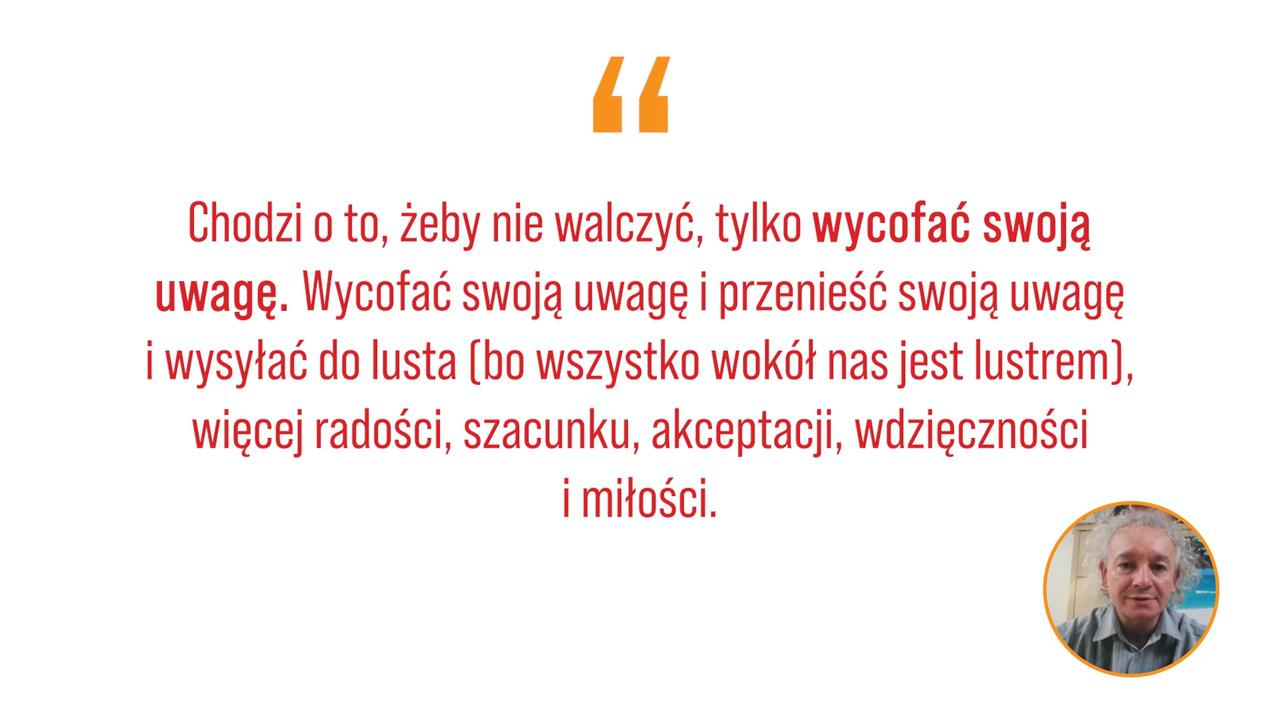 “
Chodzi o to, żeby nie walczyć, tylko wycofać swoją
uwagę. Wycofać swoją uwagę i przenieść swoją uwagę
i wysyłać do lusta (bo wszystko wokół nas jest lustrem),
więcej radości, szacunku, akceptacji, wdzięczności
i miłości.